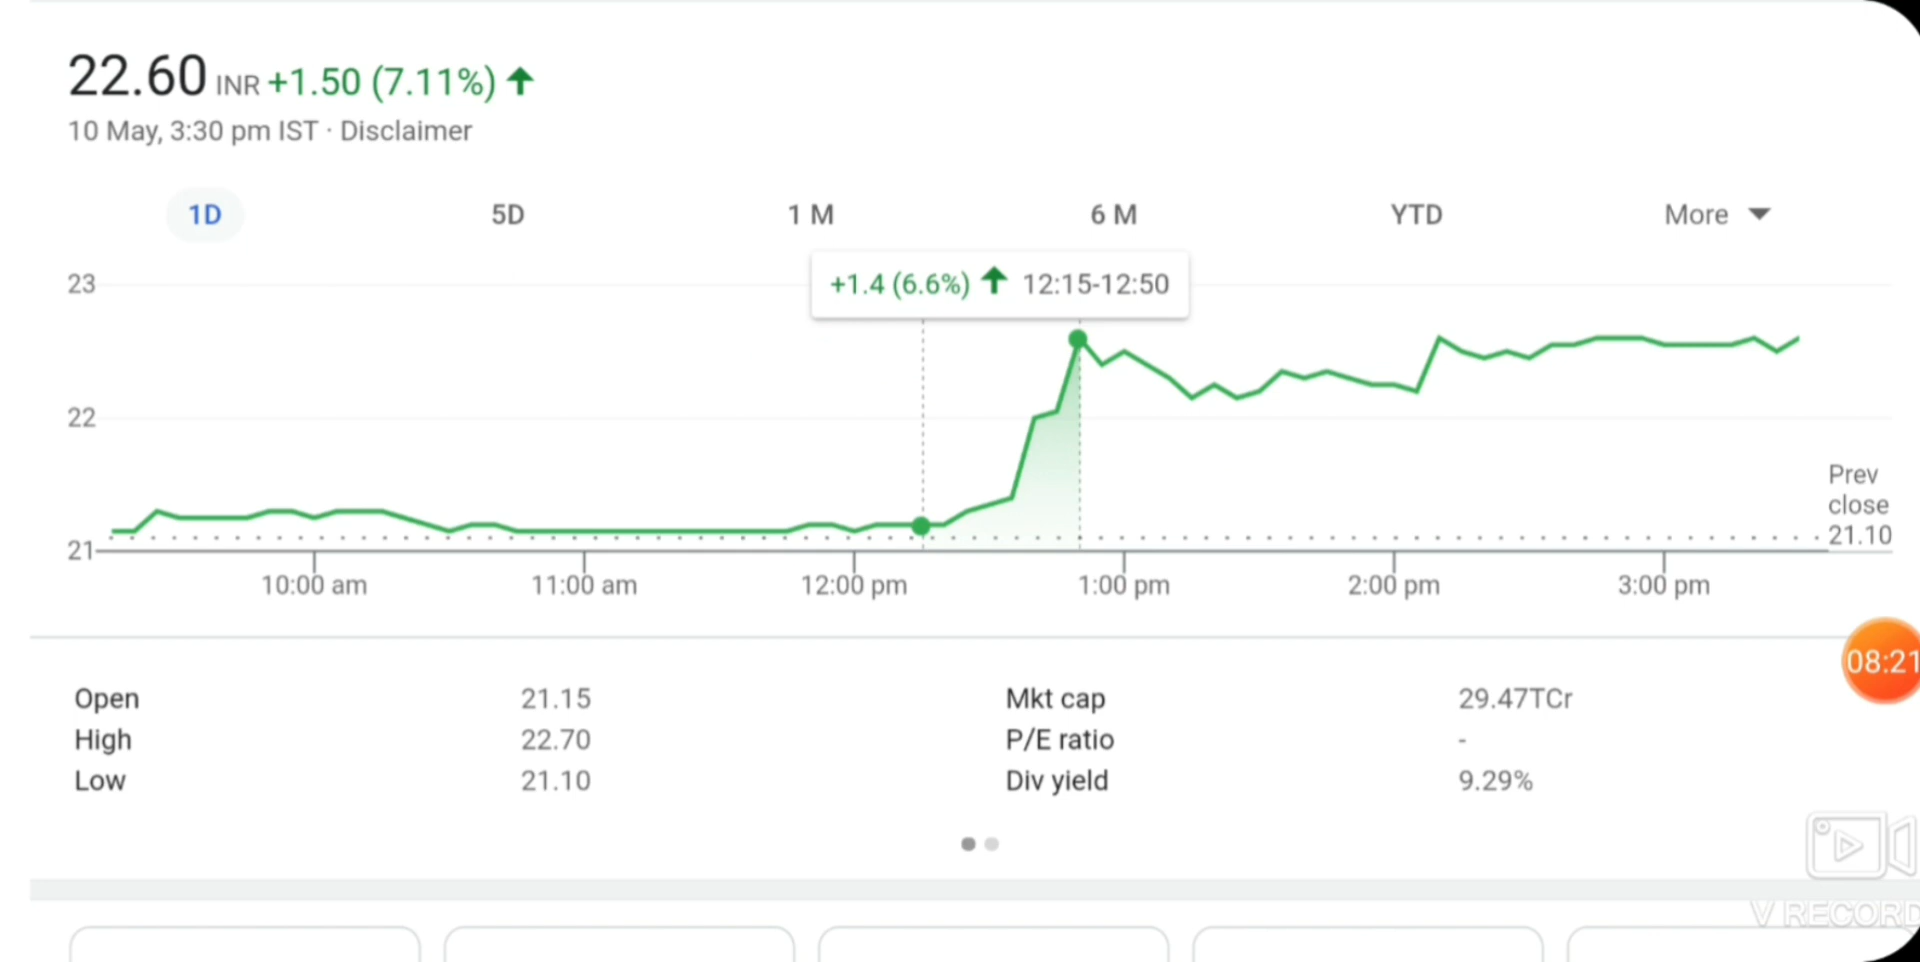 22.60 INR +1.50 (7.11%)
10 May, 3:30 pm IST · Disclaimer
1D 5D 1 M 6 M YTD More
+1.4 (6.6%) 12:15-12:50
23
22
21
Prev
close
21.10
10:00 am 11:00 am 12:00 pm 1:00 pm 2:00 pm 3:00 pm
08:21
Open 21.15 Mkt cap 29.47TCr
High 22.70 P/E ratio -
Low 21.10 Div yield 9.29%
V RECORD